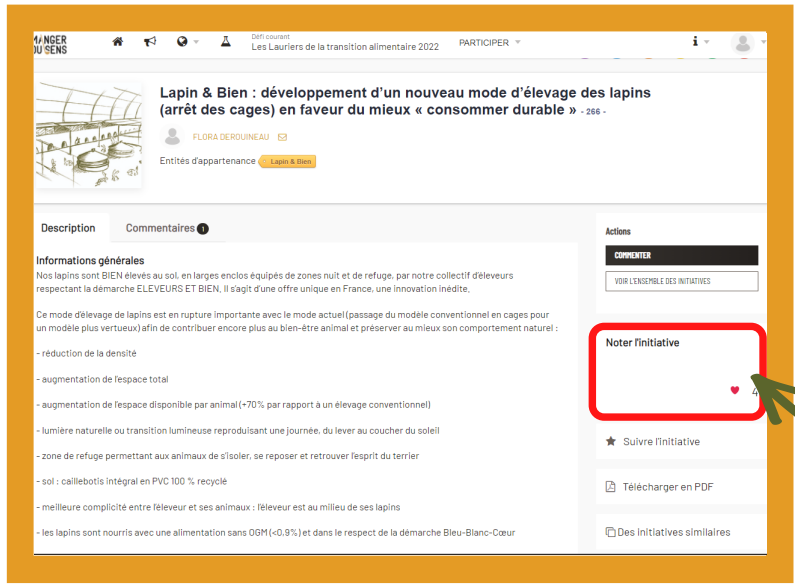 MANGER
DU SENS
Défi courant
Les Lauriers de la transition alimentaire 2022
PARTICIPER
i
Lapin & Bien : développement d'un nouveau mode d'élevage des lapins
(arrêt des cages) en faveur du mieux « consommer durable » - 266 -
FLORA DERDUINEAU
Entités d'appartenance Lapin & Bien
Description
Commentaires 1
Informations générales
Nos lapins sont BIEN élevés au sol, en larges enclos équipés de zones nuit et de refuge, par notre collectif d'éleveurs
respectant la démarche ELEVEURS ET BIEN. Il s'agit d'une offre unique en France, une innovation inédite.
Ce mode d'élevage de lapins est en rupture importante avec le mode actuel (passage du modèle conventionnel en cages pour
un modèle plus vertueux) afin de contribuer encore plus au bien-être animal et préserver au mieux son comportement naturel :
- réduction de la densité
- augmentation de l'espace total
- augmentation de l'espace disponible par animal (+70% par rapport à un élevage conventionnel)
- lumière naturelle ou transition lumineuse reproduisant une journée, du lever au coucher du soleil
- zone de refuge permettant aux animaux de s'isoler, se reposer et retrouver l'esprit du terrier
- sol : caillebotis intégral en PVC 100 % recyclé
- meilleure complicité entre l'éleveur et ses animaux : l'éleveur est au milieu de ses lapins
- les lapins sont nourris avec une alimentation sans OGM (<0,9%) et dans le respect de la démarche Bleu-Blanc-Cœur
Actions
COMMENTER
VOIR L'ENSEMBLE DES INITIATIVES
Noter l'initiative
4
Suivre l'initiative
Télécharger en PDF
Des initiatives similaires